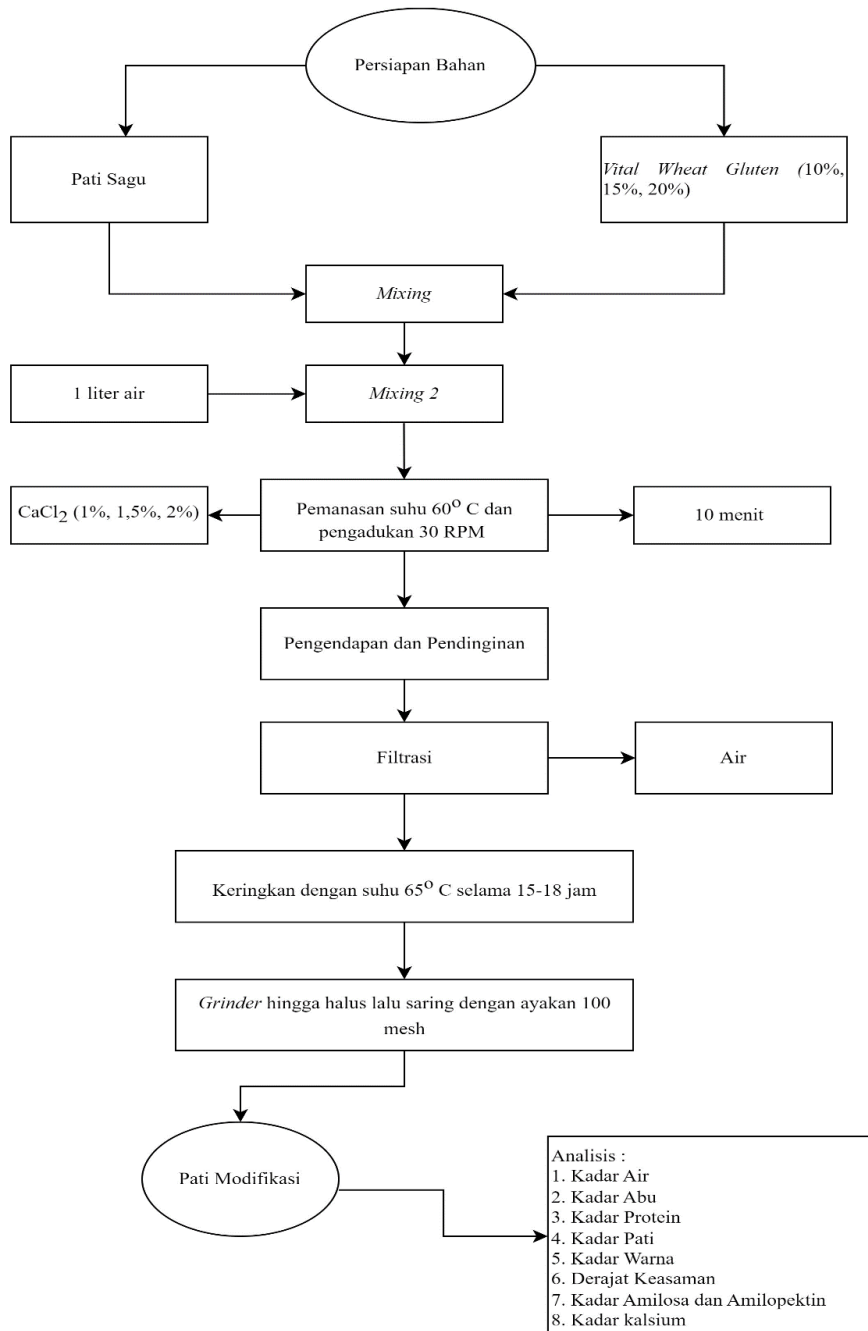 Persiapan Bahan
Pati Sagu
Vital Wheat Gluten (10%,
15%, 20%)
Mixing
1 liter air
Mixing 2
CaCl2 (1%, 1,5%, 2%)
Pemanasan suhu 60o C dan
pengadukan 30 RPM
10 menit
Pengendapan dan Pendinginan
Filtrasi
Air
Keringkan dengan suhu 65o C selama 15-18 jam
Grinder hingga halus lalu saring dengan ayakan 100
mesh
Pati Modifikasi
Analisis :
1. Kadar Air
2. Kadar Abu
3. Kadar Protein
4. Kadar Pati
5. Kadar Warna
6. Derajat Keasaman
7. Kadar Amilosa dan Amilopektin
8. Kadar kalsium